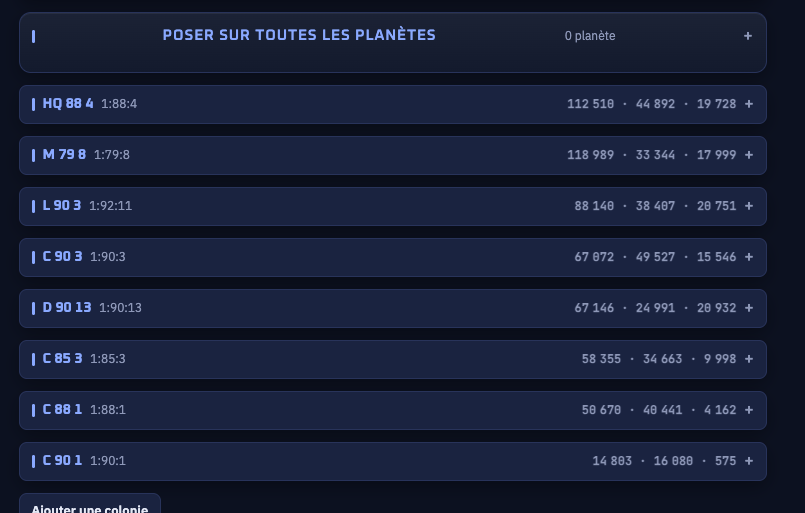 POSER SUR TOUTES LES PLANÈTES 0 planète +
HQ 88 4 1:88:4 112 510 · 44 892 · 19 728 +
M 79 8 1:79:8 118 989 · 33 344 · 17 999 +
L 90 3 1:92:11 88 140 · 38 407 · 20 751 +
C 90 3 1:90:3 67 072 · 49 527 · 15 546 +
D 90 13 1:90:13 67 146 · 24 991 · 20 932 +
C 85 3 1:85:3 58 355 · 34 663 · 9 998 +
C 88 1 1:88:1 50 670 · 40 441 · 4 162 +
C 90 1 1:90:1 14 803 · 16 080 · 575 +
Ajouter une colonie